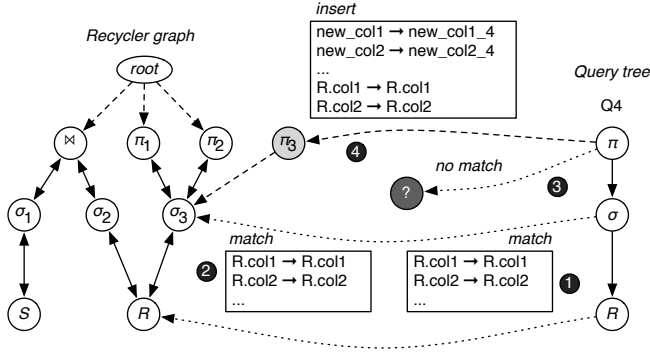 insert
new_col1 → new_col1_4
new_col2 → new_col2_4
...
R.col1 → R.col1
R.col2 → R.col2
Recycler graph
Query tree
root
Q4
⋈
π1
π2
π3
4
π
no match
3
?
σ1
σ2
σ3
σ
match
2
R.col1 → R.col1
R.col2 → R.col2
...
match
R.col1 → R.col1
R.col2 → R.col2
...
1
S
R
R